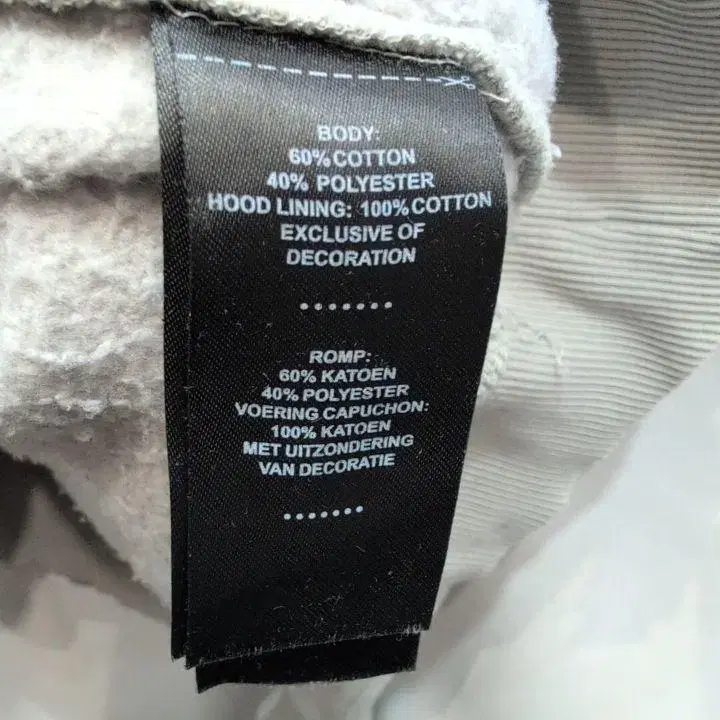 BODY:
60% COTTON
40% POLYESTER
HOOD LINING: 100% COTTON
EXCLUSIVE OF
DECORATION
ROMP:
60% KATOEN
40% POLYESTER
VOERING CAPUCHON:
100% KATOEN
MET UITZONDERING
VAN DECORATIE